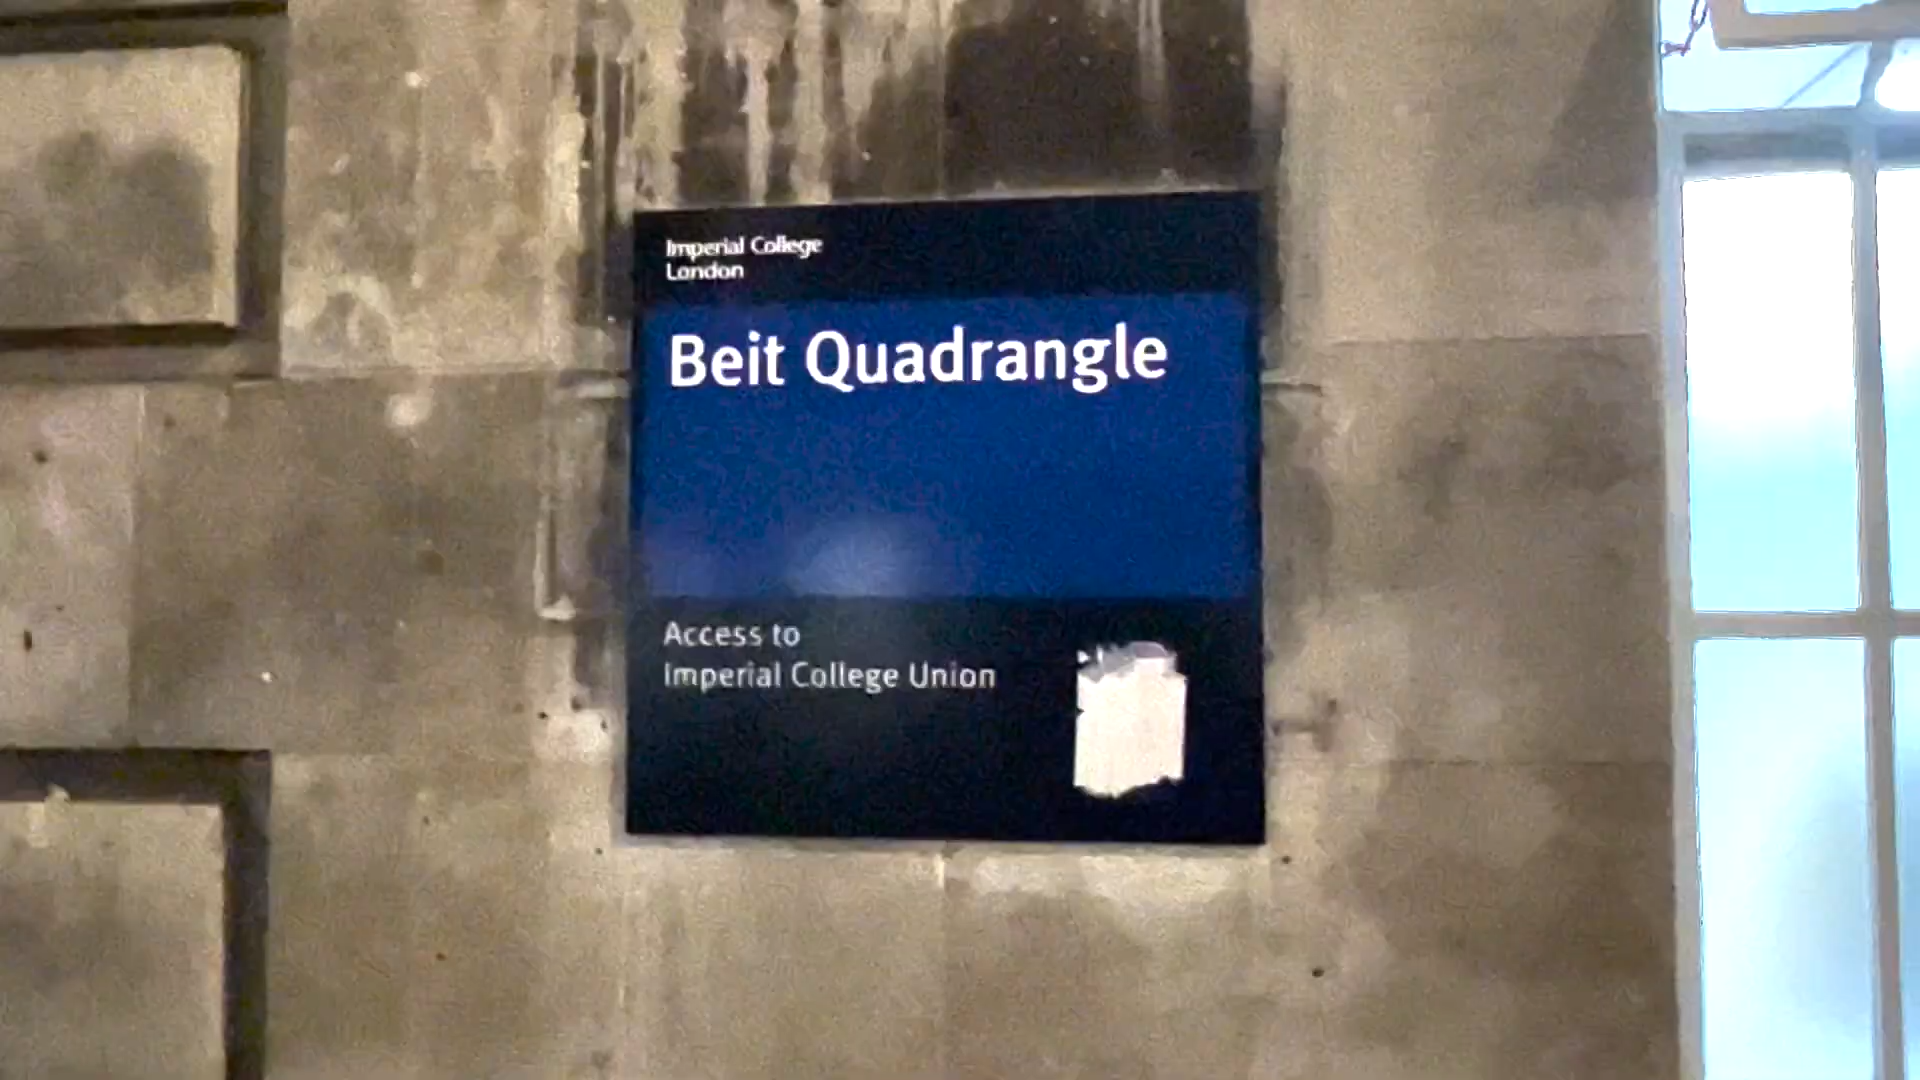 Imperial College
London
Beit Quadrangle
Access to
Imperial College Union